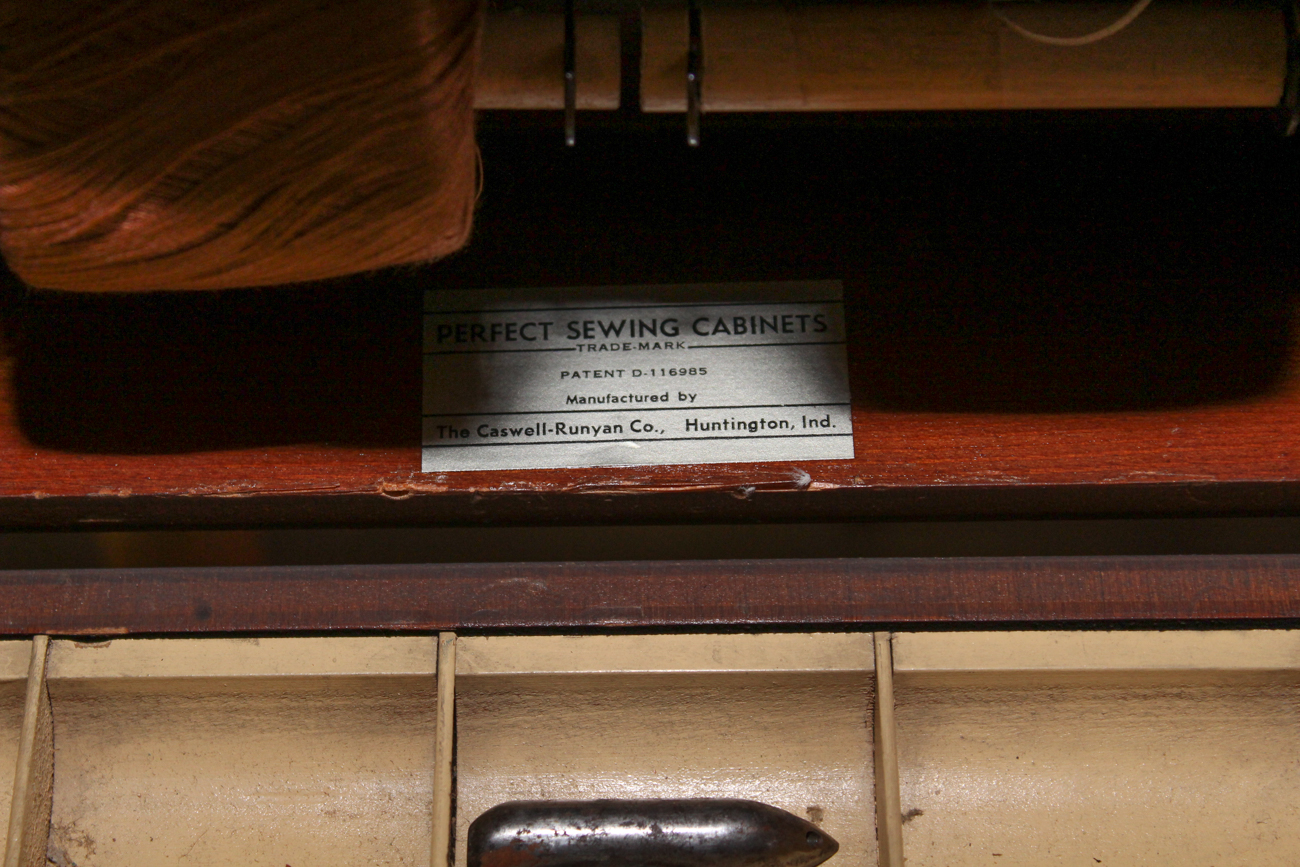 PERFECT SEWING CABINETS
TRADE-MARK
PATENT D-116985
Manufactured by
The Caswell-Runyan Co., Huntington, Ind.